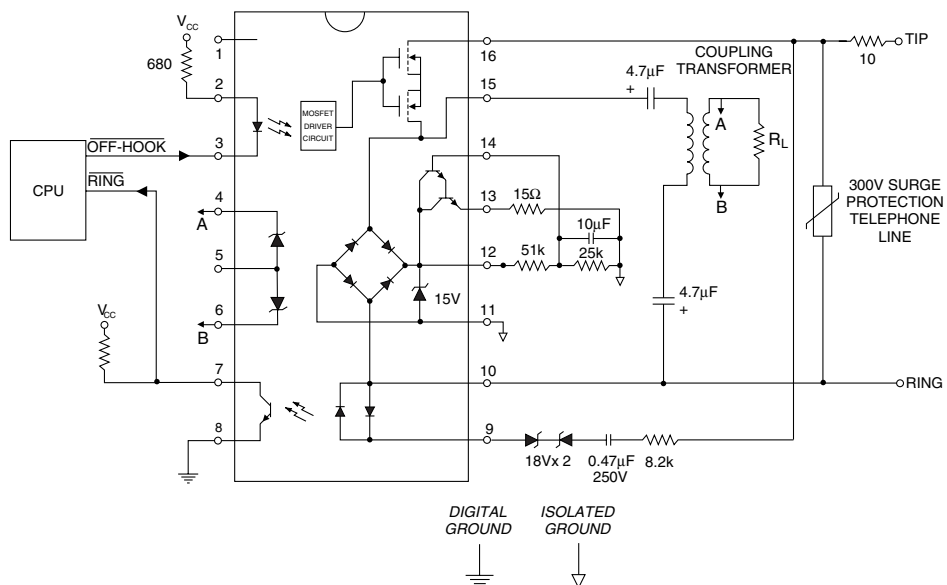 VCC
680
1
2
3
CPU
OFF-HOOK
RING
4
A
5
6
B
VCC
7
8
MOSFET
DRIVER
CIRCUIT
15V
16
15
14
13
12
11
10
9
15Ω
10µF
51k
25k
18Vx 2
0.47µF
250V
8.2k
4.7µF
+
COUPLING
TRANSFORMER
A
B
RL
4.7µF
+
10
TIP
300V SURGE
PROTECTION
TELEPHONE
LINE
RING
DIGITAL
GROUND
ISOLATED
GROUND